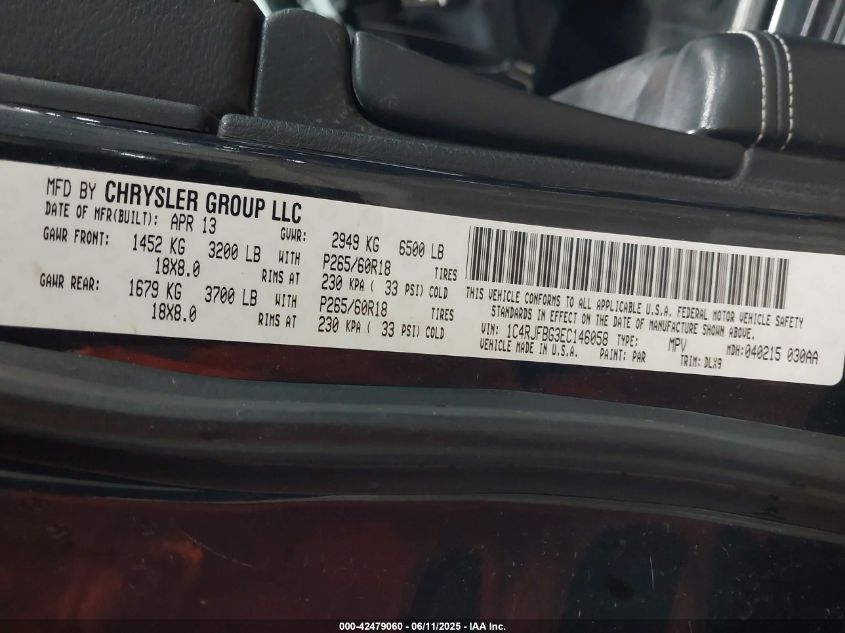 MFD BY CHRYSLER GROUP LLC
DATE OF MFR(BUILT): APR 13 GVWR: 2949 KG 6500 LB
GAWR FRONT: 1452 KG 3200 LB WITH P265/60R18 TIRES
18X8.0 RIMS AT 230 KPA ( 33 PSI) COLD
GAWR REAR: 1679 KG 3700 LB WITH P265/60R18 TIRES
18X8.0 RIMS AT 230 KPA ( 33 PSI) COLD
THIS VEHICLE CONFORMS TO ALL APPLICABLE U.S.A. FEDERAL MOTOR VEHICLE SAFETY
STANDARDS IN EFFECT ON THE DATE OF MANUFACTURE SHOWN ABOVE.
VIN: 1C4RJFBG3EC146058 TYPE: MPV MDH:040215 030AA
VEHICLE MADE IN U.S.A. PAINT: PAR TRIM: DLX9
000-42479060 - 06/11/2025 - IAA Inc.